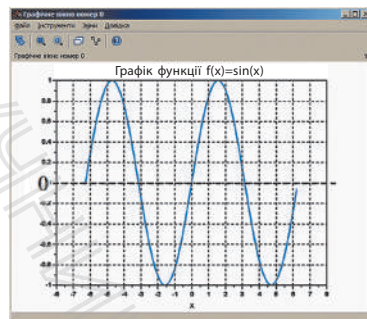 Графічне вікно номер 0
Файл Інструменти Зміни Довідка
Графічне вікно номер 0
Графік функції f(x)=sin(x)
1
0.8
0.6
0.4
0.2
0
-0.2
-0.4
-0.6
-0.8
-1
-8 -7 -6 -5 -4 -3 -2 -1 0 1 2 3 4 5 6 7 8
x